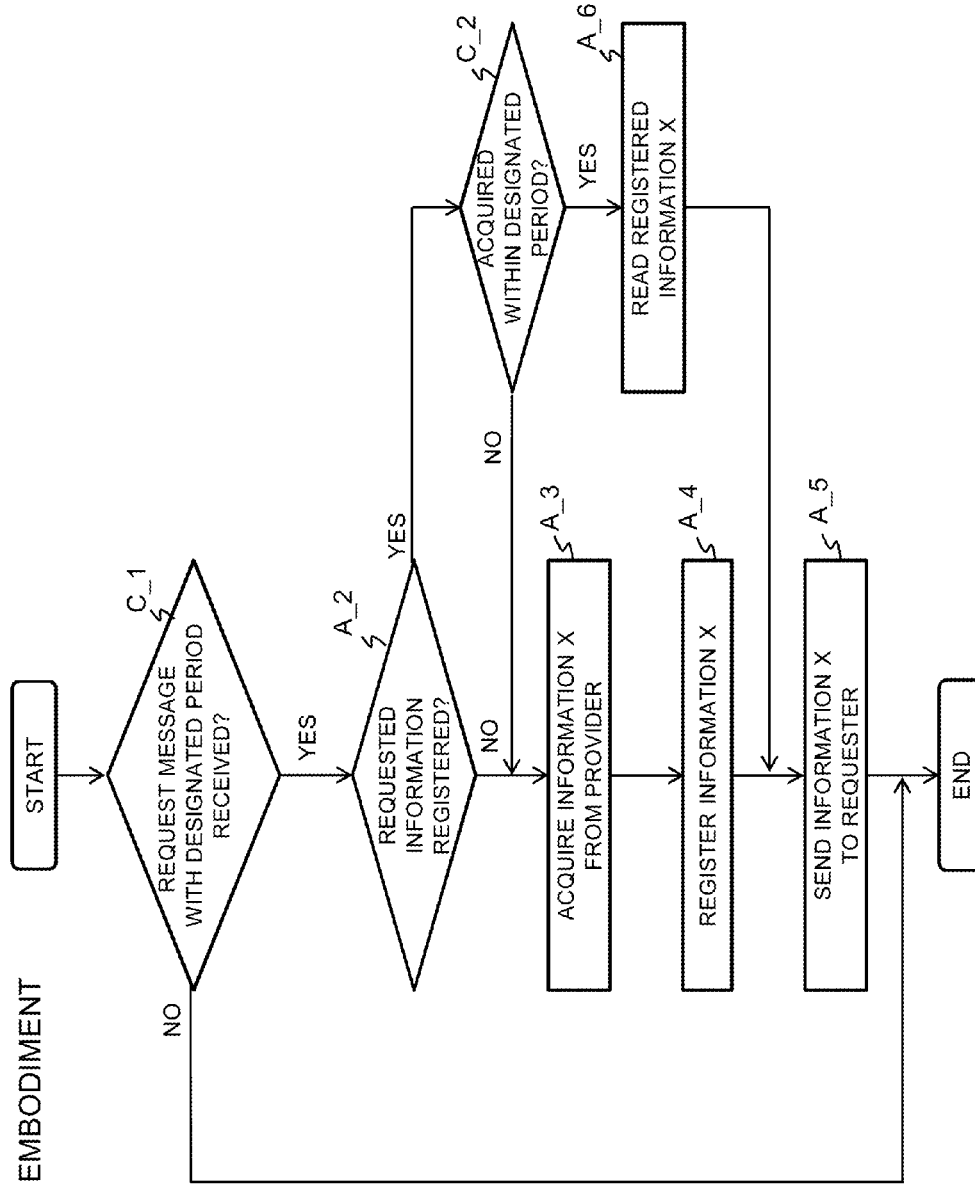 EMBODIMENT
START
C_1
REQUEST MESSAGE
WITH DESIGNATED PERIOD
RECEIVED?
NO
YES
A_2
REQUESTED
INFORMATION
REGISTERED?
YES
NO
C_2
ACQUIRED
WITHIN DESIGNATED
PERIOD?
NO
YES
A_3
ACQUIRE INFORMATION X
FROM PROVIDER
A_6
READ REGISTERED
INFORMATION X
A_4
REGISTER INFORMATION X
A_5
SEND INFORMATION X
TO REQUESTER
END